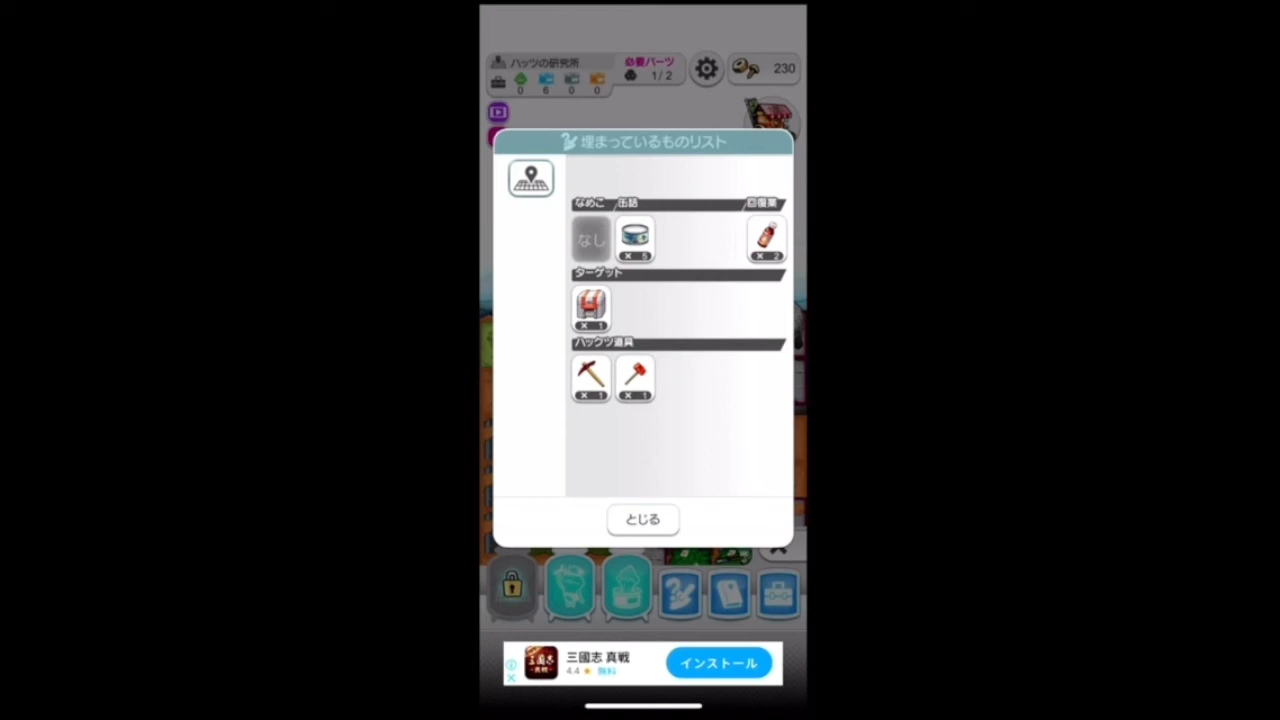 ハッツの研究所
必要パーツ
1/2
230
0 6 0 0
埋まっているものリスト
なめこ 缶詰 回復薬
なし
× 5
× 2
ターゲット
× 1
ハックツ道具
× 1
× 1
とじる
三國志 真戦
4.4 ★ 無料
インストール